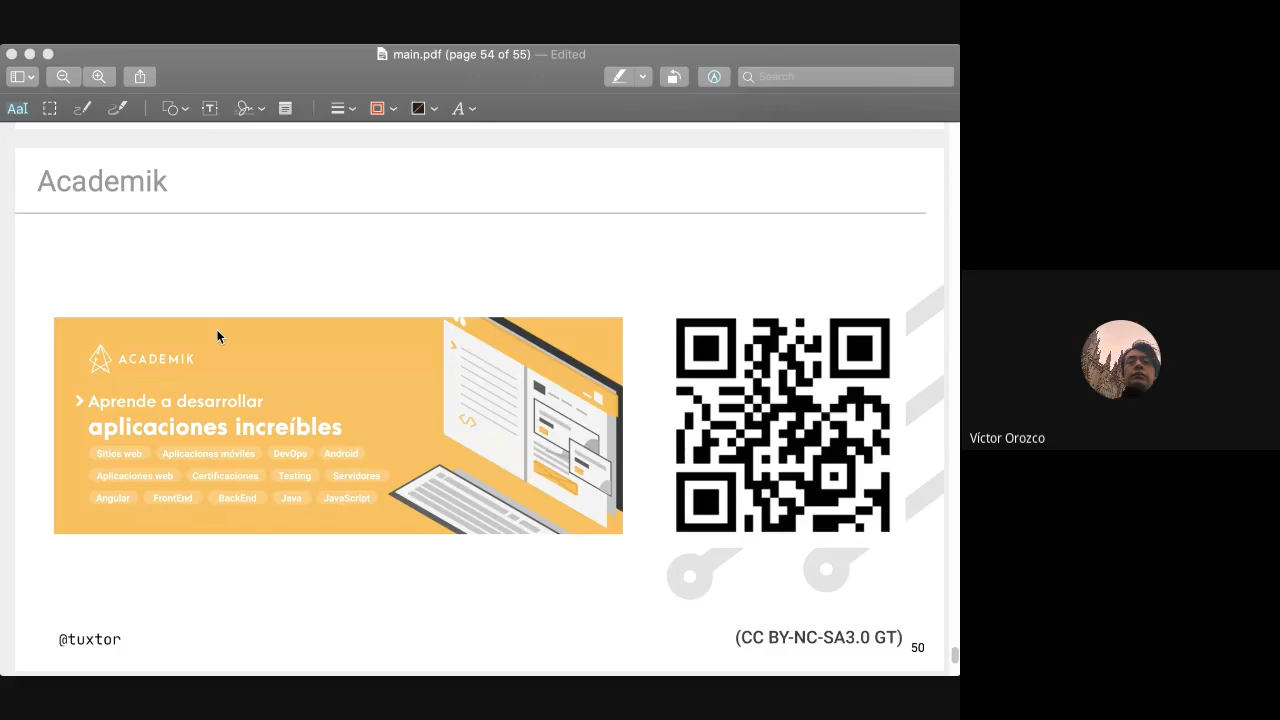 main.pdf (page 54 of 55) — Edited
Search
AaI
T
A
Academik
ACADEMIK
Aprende a desarrollar
aplicaciones increíbles
Sitios web Aplicaciones móviles DevOps Android
Aplicaciones web Certificaciones Testing Servidores
Angular FrontEnd BackEnd Java JavaScript
@tuxtor
(CC BY-NC-SA3.0 GT)
50
Víctor Orozco